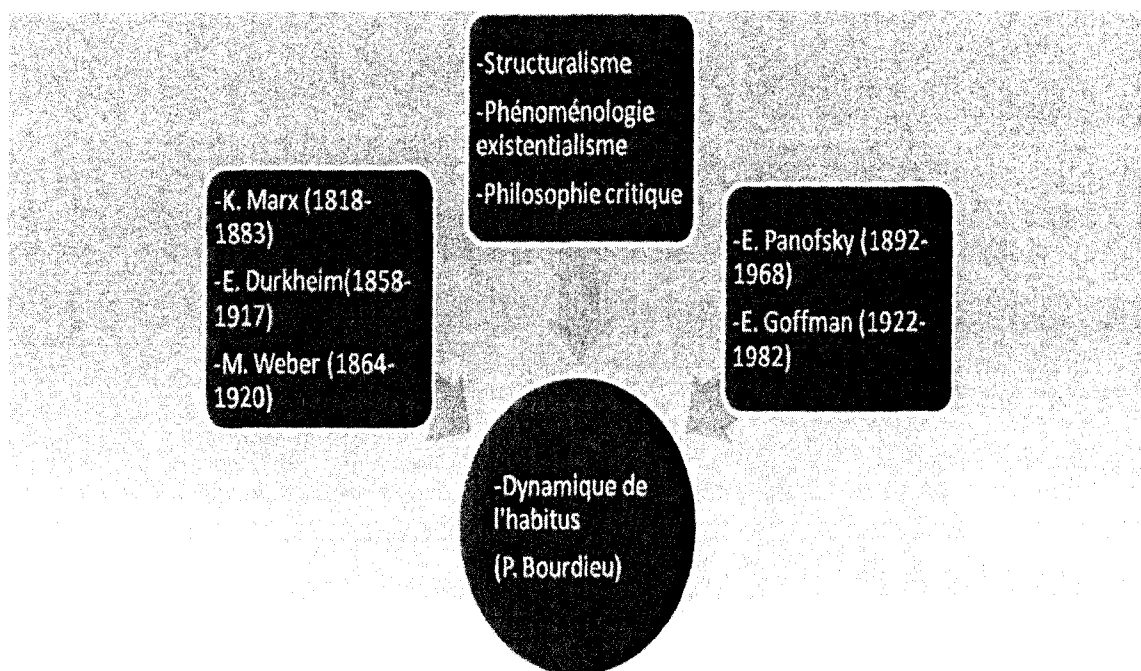 -Structuralisme
-Phénoménologie
existentialisme
-Philosophie critique
-K. Marx (1818-
1883)
-E. Durkheim(1858-
1917)
-M. Weber (1864-
1920)
-E. Panofsky (1892-
1968)
-E. Goffman (1922-
1982)
-Dynamique de
l'habitus
(P. Bourdieu)